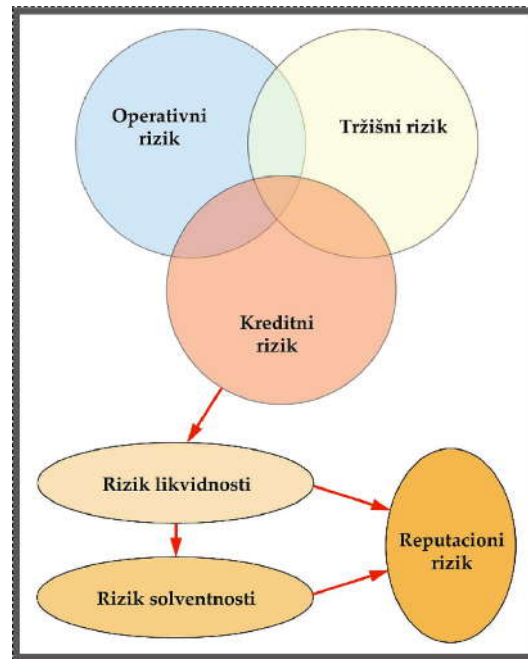 Operativni
rizik
Tržišni rizik
Kreditni
rizik
Rizik likvidnosti
Reputacioni
rizik
Rizik solventnosti